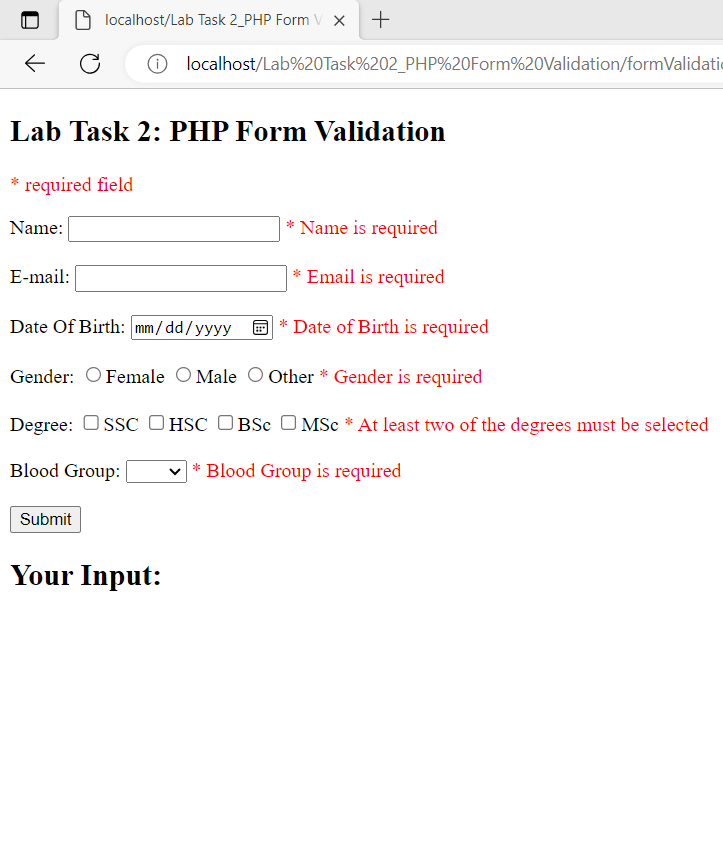 localhost/Lab Task 2_PHP Form V
localhost/Lab%20Task%202_PHP%20Form%20Validation/formValidatio
Lab Task 2: PHP Form Validation
* required field
Name: * Name is required
E-mail: * Email is required
Date Of Birth: mm/dd/yyyy * Date of Birth is required
Gender: Female Male Other * Gender is required
Degree: SSC HSC BSc MSc * At least two of the degrees must be selected
Blood Group: * Blood Group is required
Submit
Your Input: